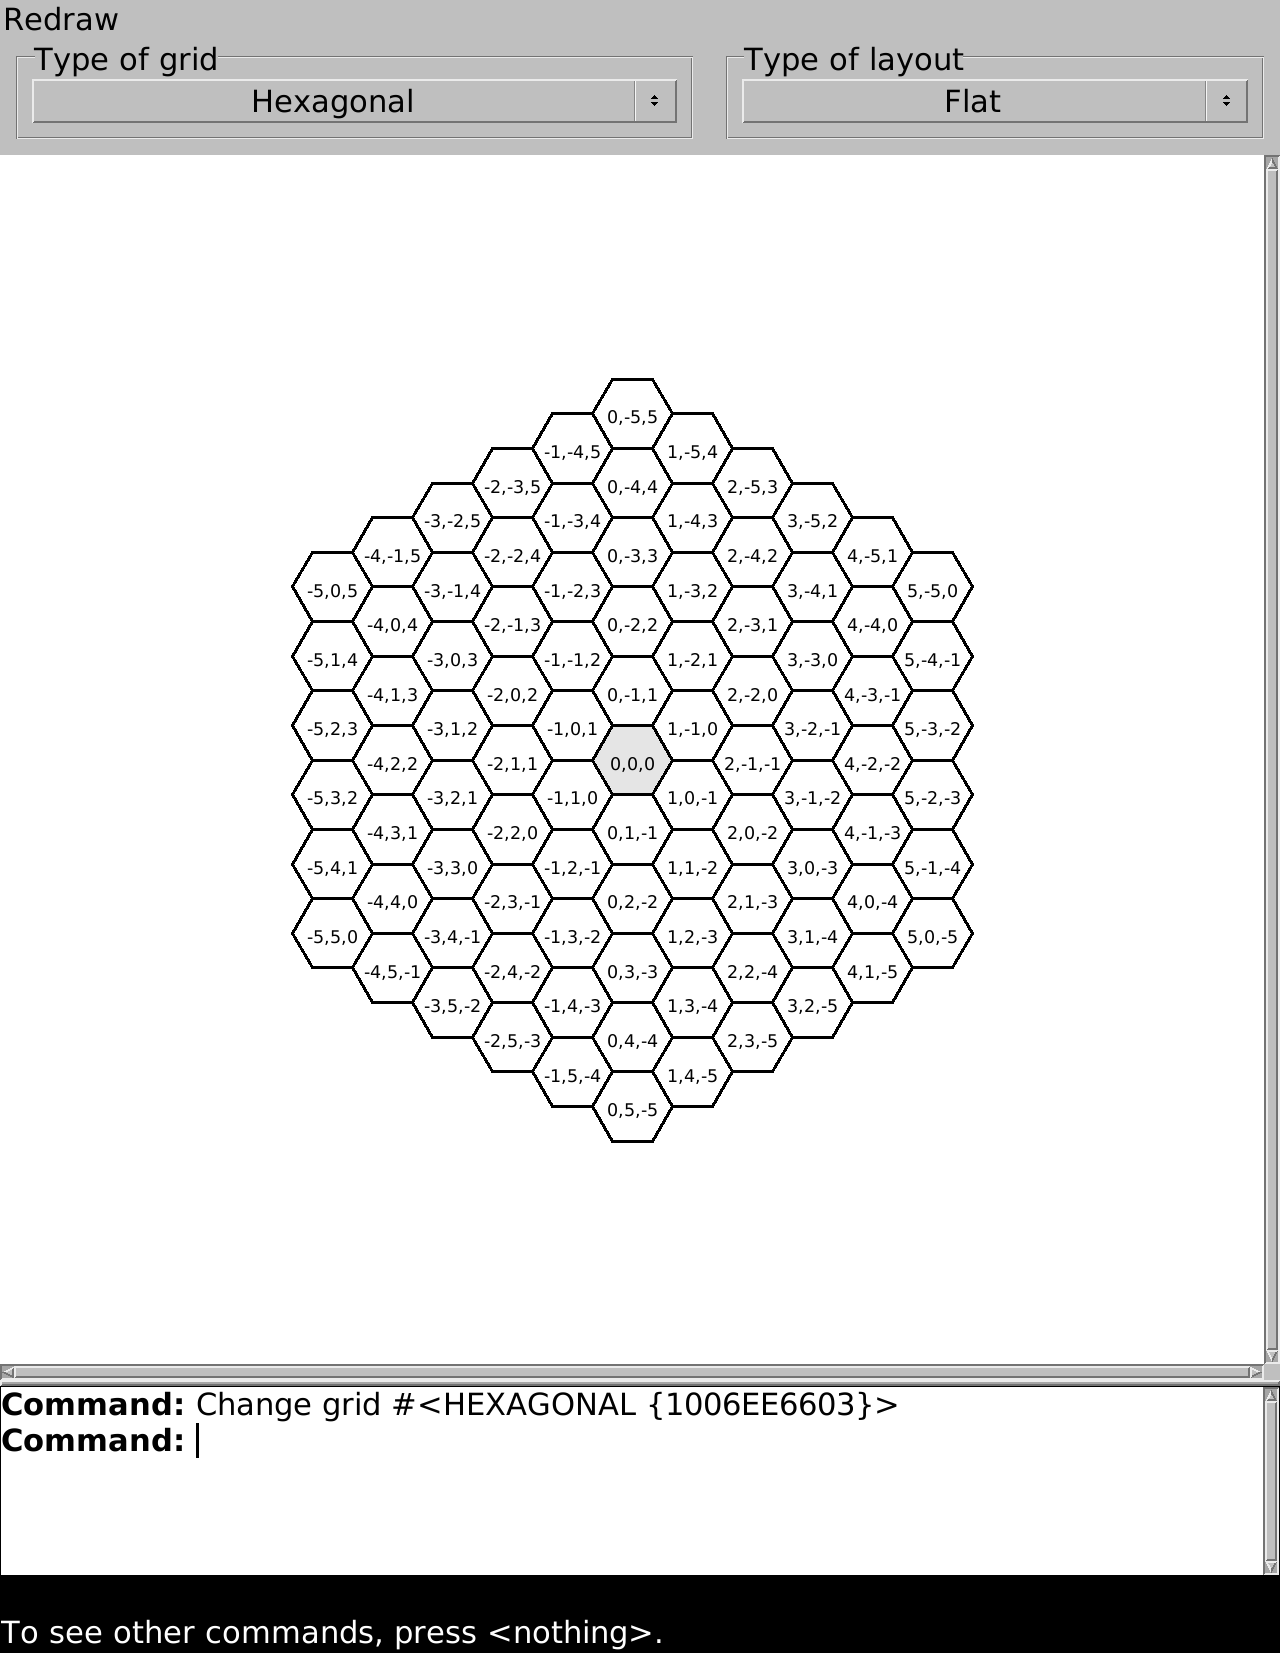 Redraw
Type of grid Type of layout
Hexagonal Flat
0,-5,5
-1,-4,5 1,-5,4
-2,-3,5 0,-4,4 2,-5,3
-3,-2,5 -1,-3,4 1,-4,3 3,-5,2
-4,-1,5 -2,-2,4 0,-3,3 2,-4,2 4,-5,1
-5,0,5 -3,-1,4 -1,-2,3 1,-3,2 3,-4,1 5,-5,0
-4,0,4 -2,-1,3 0,-2,2 2,-3,1 4,-4,0
-5,1,4 -3,0,3 -1,-1,2 1,-2,1 3,-3,0 5,-4,-1
-4,1,3 -2,0,2 0,-1,1 2,-2,0 4,-3,-1
-5,2,3 -3,1,2 -1,0,1 1,-1,0 3,-2,-1 5,-3,-2
-4,2,2 -2,1,1 0,0,0 2,-1,-1 4,-2,-2
-5,3,2 -3,2,1 -1,1,0 1,0,-1 3,-1,-2 5,-2,-3
-4,3,1 -2,2,0 0,1,-1 2,0,-2 4,-1,-3
-5,4,1 -3,3,0 -1,2,-1 1,1,-2 3,0,-3 5,-1,-4
-4,4,0 -2,3,-1 0,2,-2 2,1,-3 4,0,-4
-5,5,0 -3,4,-1 -1,3,-2 1,2,-3 3,1,-4 5,0,-5
-4,5,-1 -2,4,-2 0,3,-3 2,2,-4 4,1,-5
-3,5,-2 -1,4,-3 1,3,-4 3,2,-5
-2,5,-3 0,4,-4 2,3,-5
-1,5,-4 1,4,-5
0,5,-5
Command: Change grid #<HEXAGONAL {1006EE6603}>
Command:
To see other commands, press <nothing>.